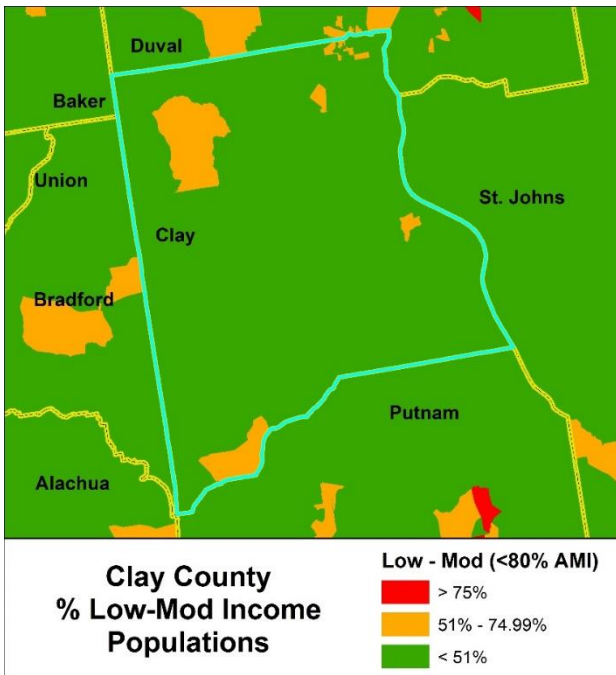 Duval
Baker
Union
St. Johns
Clay
Bradford
Putnam
Alachua
Clay County
% Low-Mod Income
Populations
Low - Mod (<80% AMI)
> 75%
51% - 74.99%
< 51%